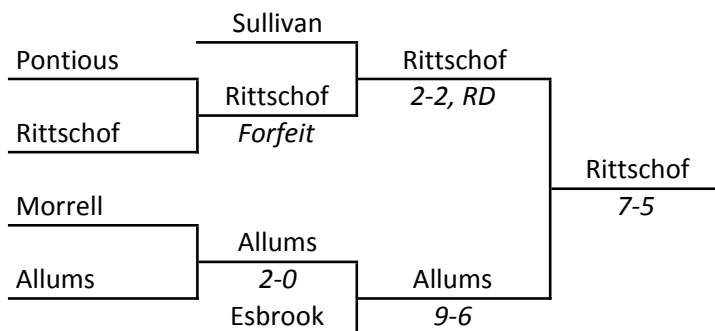 Sullivan
Pontious
Rittschof
Rittschof
2-2, RD
Rittschof
Forfeit
Rittschof
7-5
Morrell
Allums
2-0
Allums
Allums
9-6
Esbrook